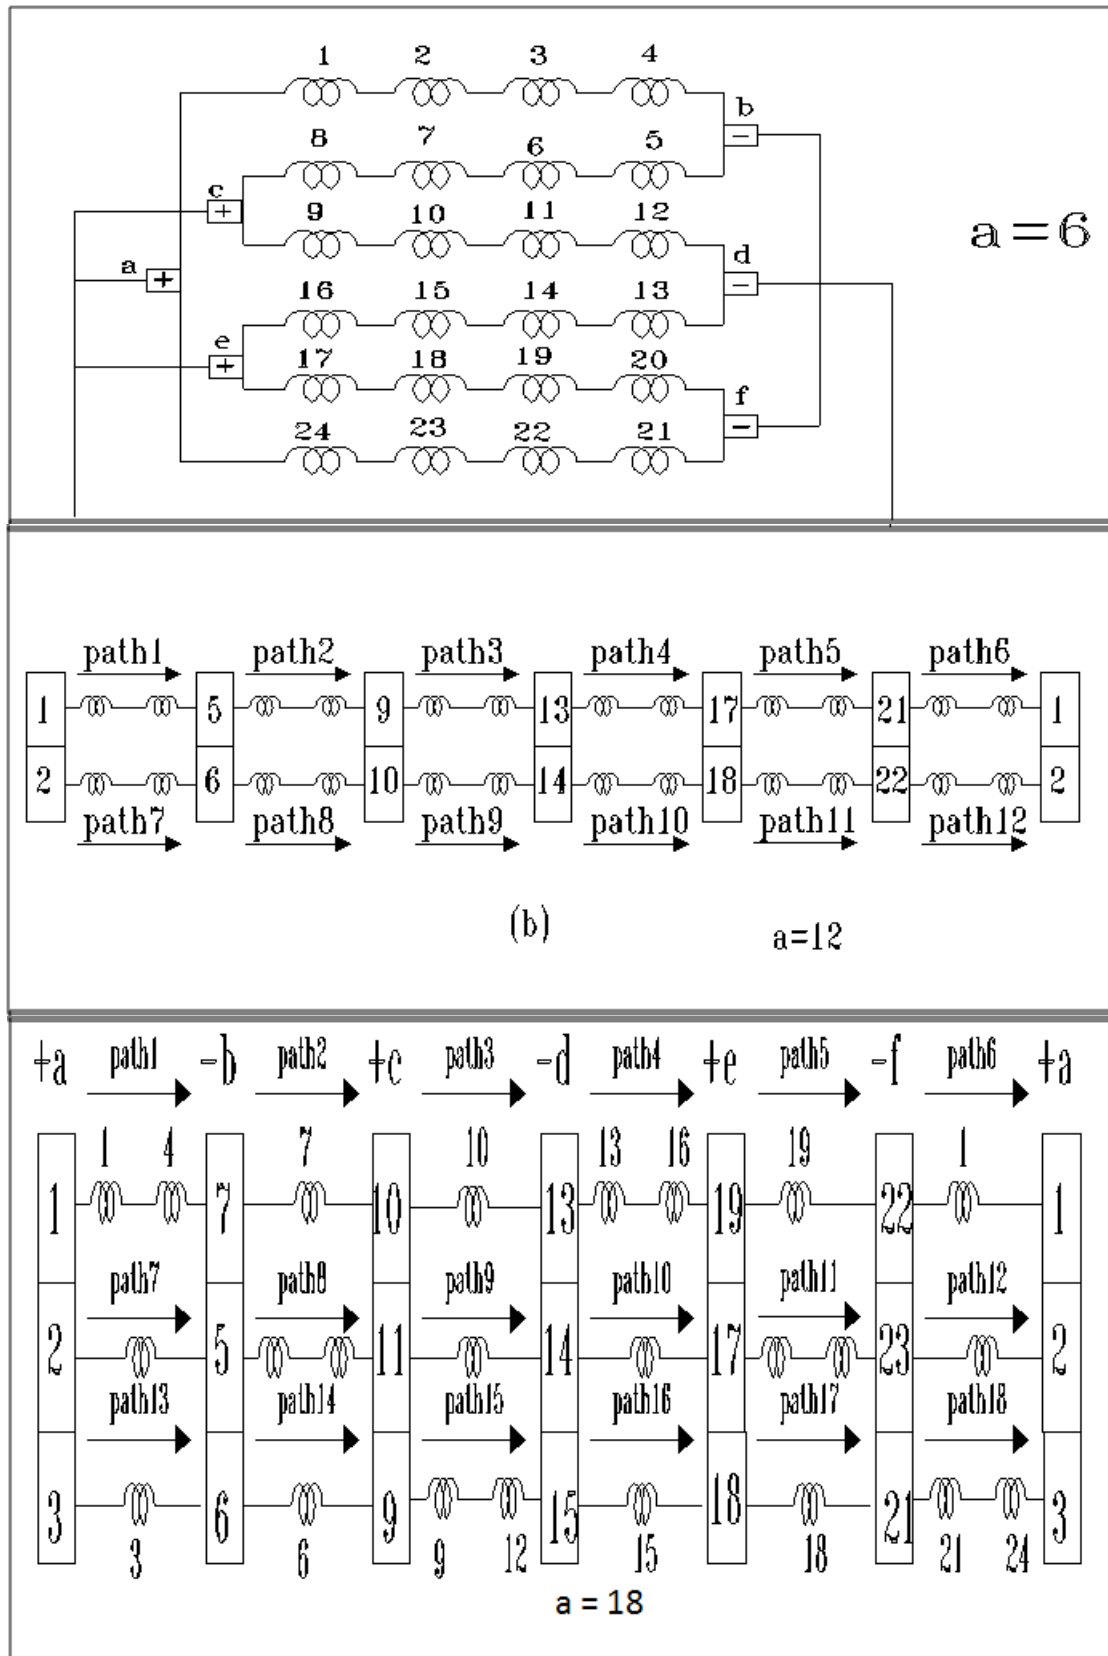 1 2 3 4
b
−
8 7 6 5
c
+
9 10 11 12
a = 6
d
a
+
−
16 15 14 13
e
+
17 18 19 20
f
−
24 23 22 21
path1 path2 path3 path4 path5 path6
1 5 9 13 17 21 1
2 6 10 14 18 22 2
path7 path8 path9 path10 path11 path12
(b)
a=12
+a path1 -b path2 +c path3 -d path4 +e path5 -f path6 +a
1 4 7 10 13 16 19 1
1 7 10 13 19 22 1
path7 path8 path9 path10 path11 path12
2 5 11 14 17 23 2
path13 path14 path15 path16 path17 path18
3 6 9 15 18 21 3
3 6 9 12 15 18 21 24
a = 18